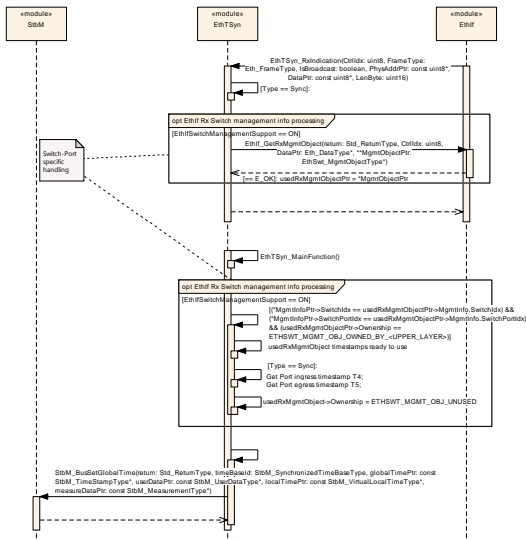 «module»
StbM
«module»
EthTSyn
«module»
EthIf
EthTSyn_RxIndication(CtrlIdx: uint8, FrameType:
Eth_FrameType, IsBroadcast: boolean, PhysAddrPtr: const uint8*,
DataPtr: const uint8*, LenByte: uint16)
[Type == Sync]:
opt EthIf Rx Switch management info processing
[EthIfSwitchManagementSupport == ON]
EthIf_GetRxMgmtObject(return: Std_ReturnType, CtrlIdx: uint8,
DataPtr: Eth_DataType*, **MgmtObjectPtr:
EthSwt_MgmtObjectType*)
[== E_OK]: usedRxMgmtObjectPtr = *MgmtObjectPtr
Switch-Port
specific
handling
EthTSyn_MainFunction()
opt EthIf Rx Switch management info processing
[EthIfSwitchManagementSupport == ON]
[(*MgmtInfoPtr->SwitchIdx == usedRxMgmtObjectPtr->MgmtInfo.SwitchIdx) &&
(*MgmtInfoPtr->SwitchPortIdx == usedRxMgmtObjectPtr->MgmtInfo.SwitchPortIdx)
&& (usedRxMgmtObjectPtr->Ownership ==
ETHSWT_MGMT_OBJ_OWNED_BY_<UPPER_LAYER>)]
usedRxMgmtObject timestamps ready to use
[Type == Sync]:
Get Port ingress timestamp T4;
Get Port egress timestamp T5;
usedRxMgmtObject->Ownership = ETHSWT_MGMT_OBJ_UNUSED
StbM_BusSetGlobalTime(return: Std_ReturnType, timeBaseId: StbM_SynchronizedTimeBaseType, globalTimePtr: const
StbM_TimeStampType*, userDataPtr: const StbM_UserDataType*, localTimePtr: const StbM_VirtualLocalTimeType*,
measureDataPtr: const StbM_MeasurementType*)